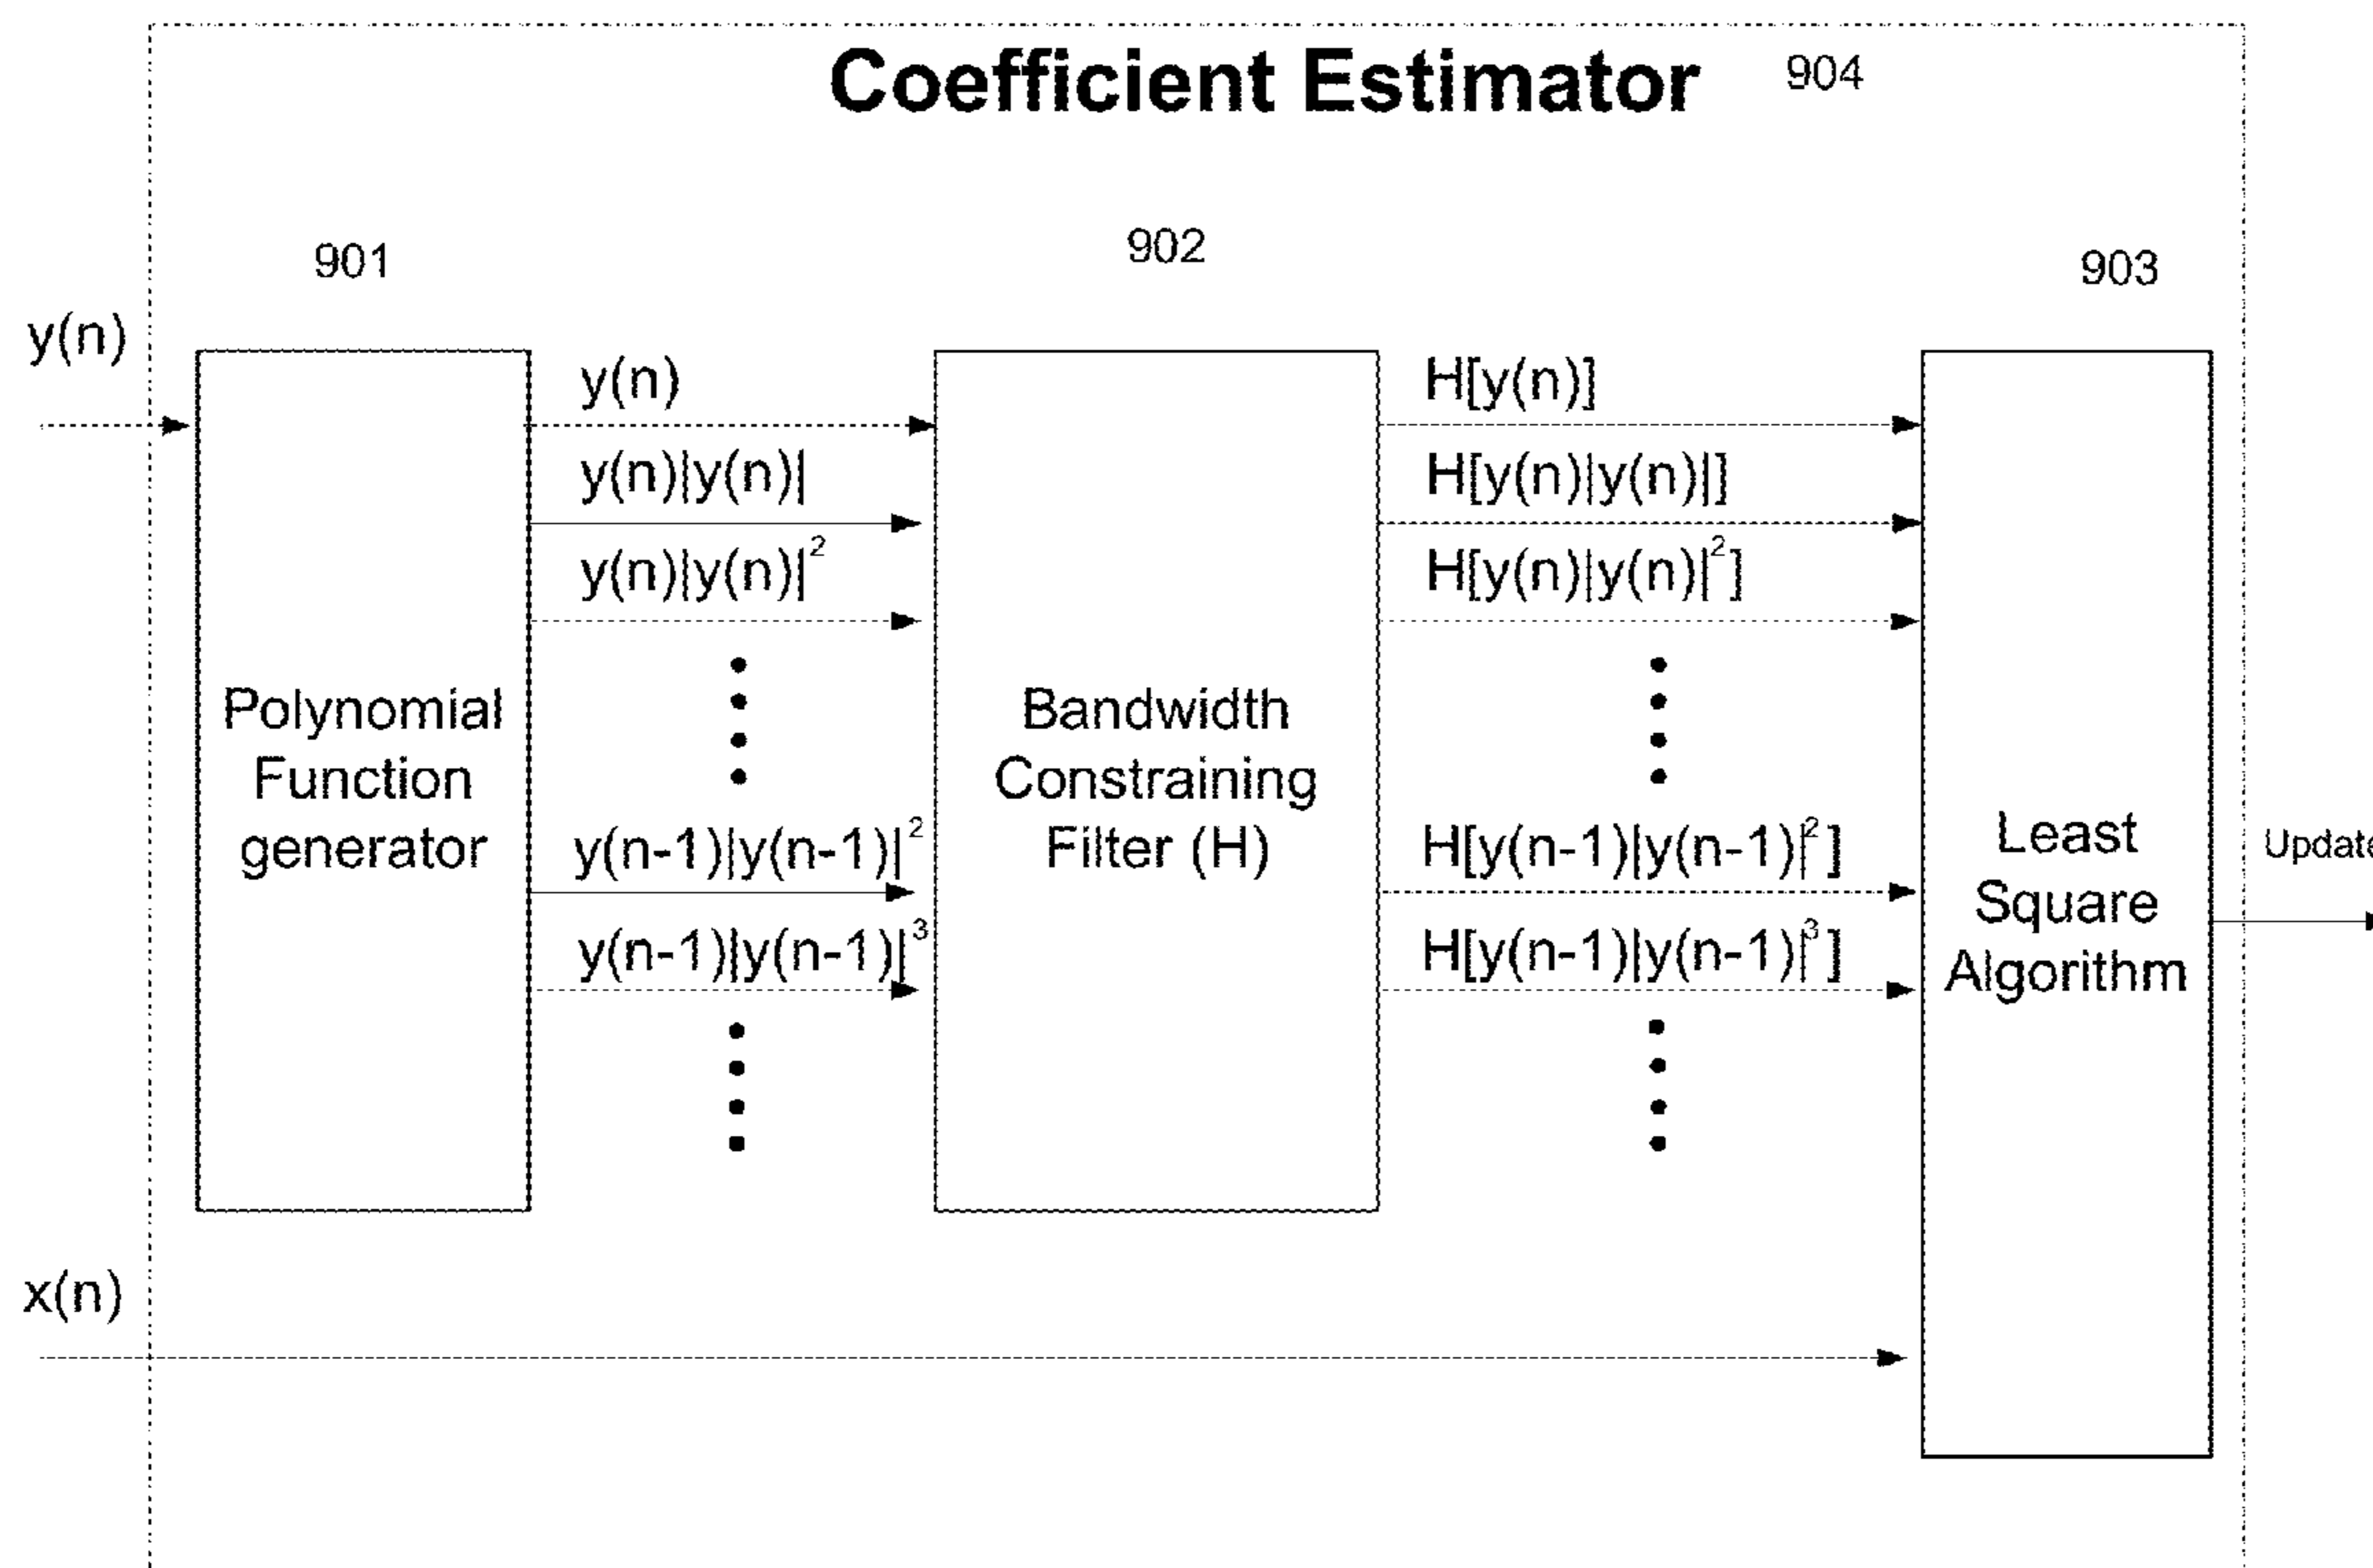 Coefficient Estimator 904
901
902
903
y(n)
y(n)
y(n)|y(n)|
y(n)|y(n)|²
y(n-1)|y(n-1)|²
y(n-1)|y(n-1)|³
H[y(n)]
H[y(n)|y(n)|]
H[y(n)|y(n)|²]
H[y(n-1)|y(n-1)|²]
H[y(n-1)|y(n-1)|³]
Polynomial
Function
generator
Bandwidth
Constraining
Filter (H)
Least
Square
Algorithm
Update
x(n)